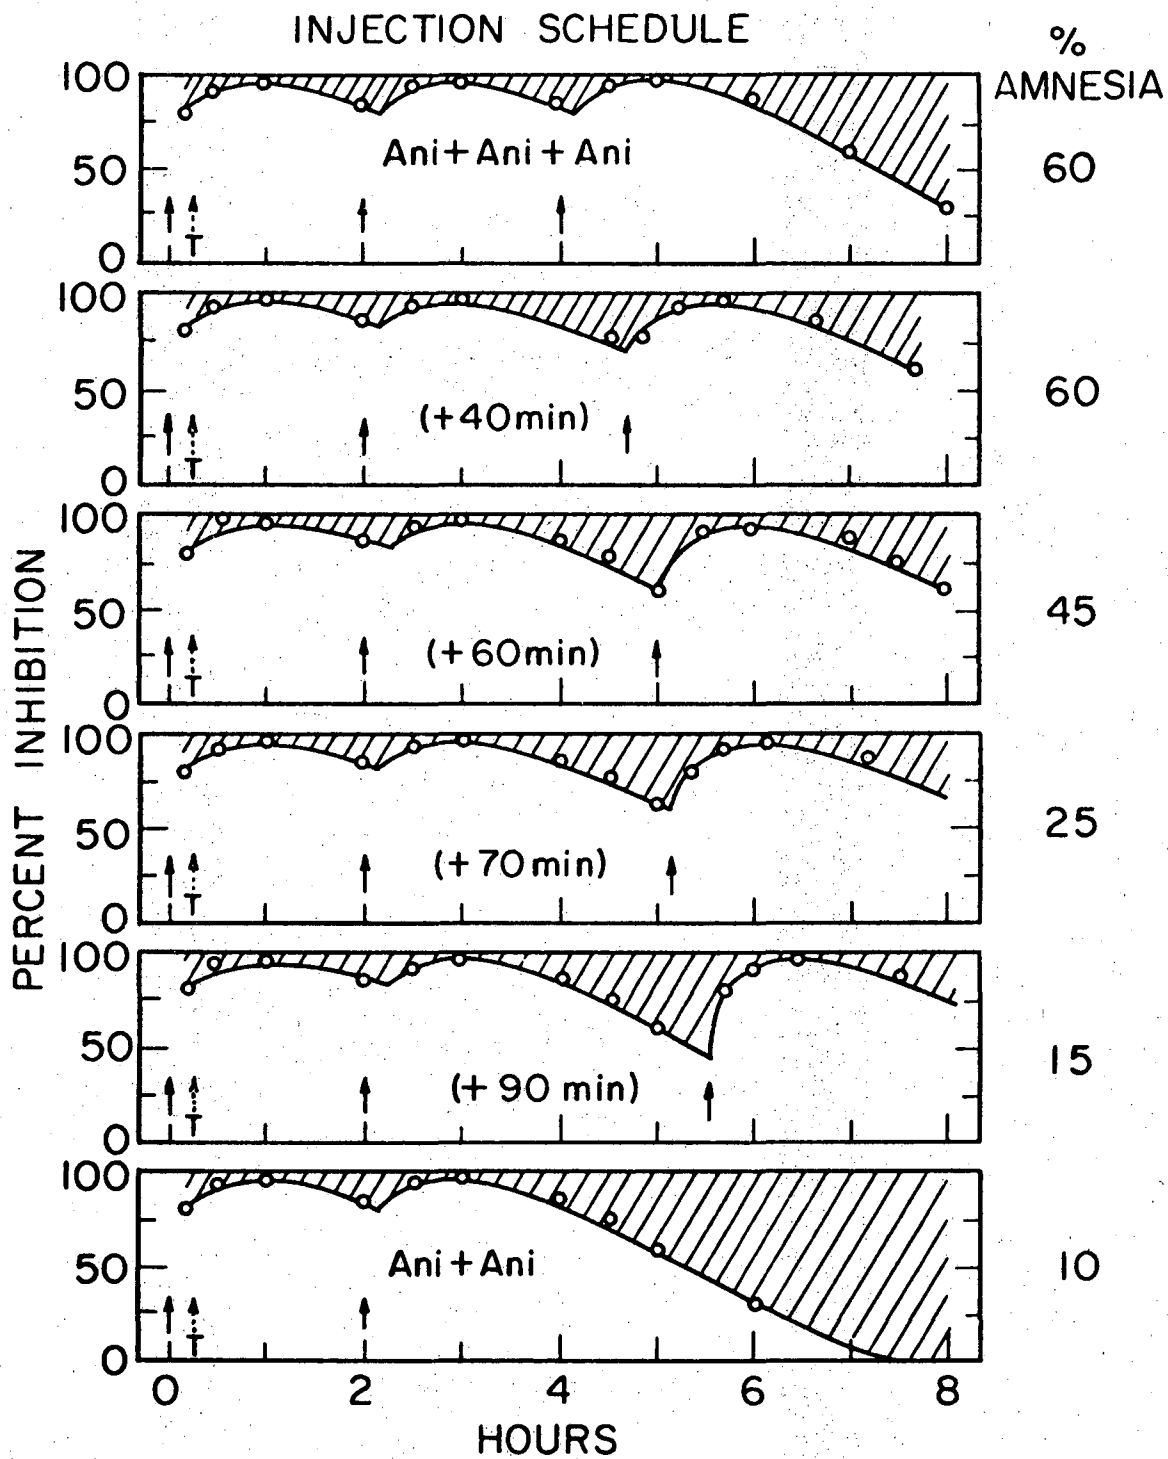 INJECTION SCHEDULE
%
AMNESIA
100
50
0
Ani+Ani+Ani
T
60
100
50
0
(+40min)
T
60
100
50
0
(+60min)
T
45
100
50
0
(+70min)
T
25
100
50
0
(+90 min)
T
15
100
50
0
Ani+Ani
T
10
0 2 4 6 8
HOURS
PERCENT INHIBITION